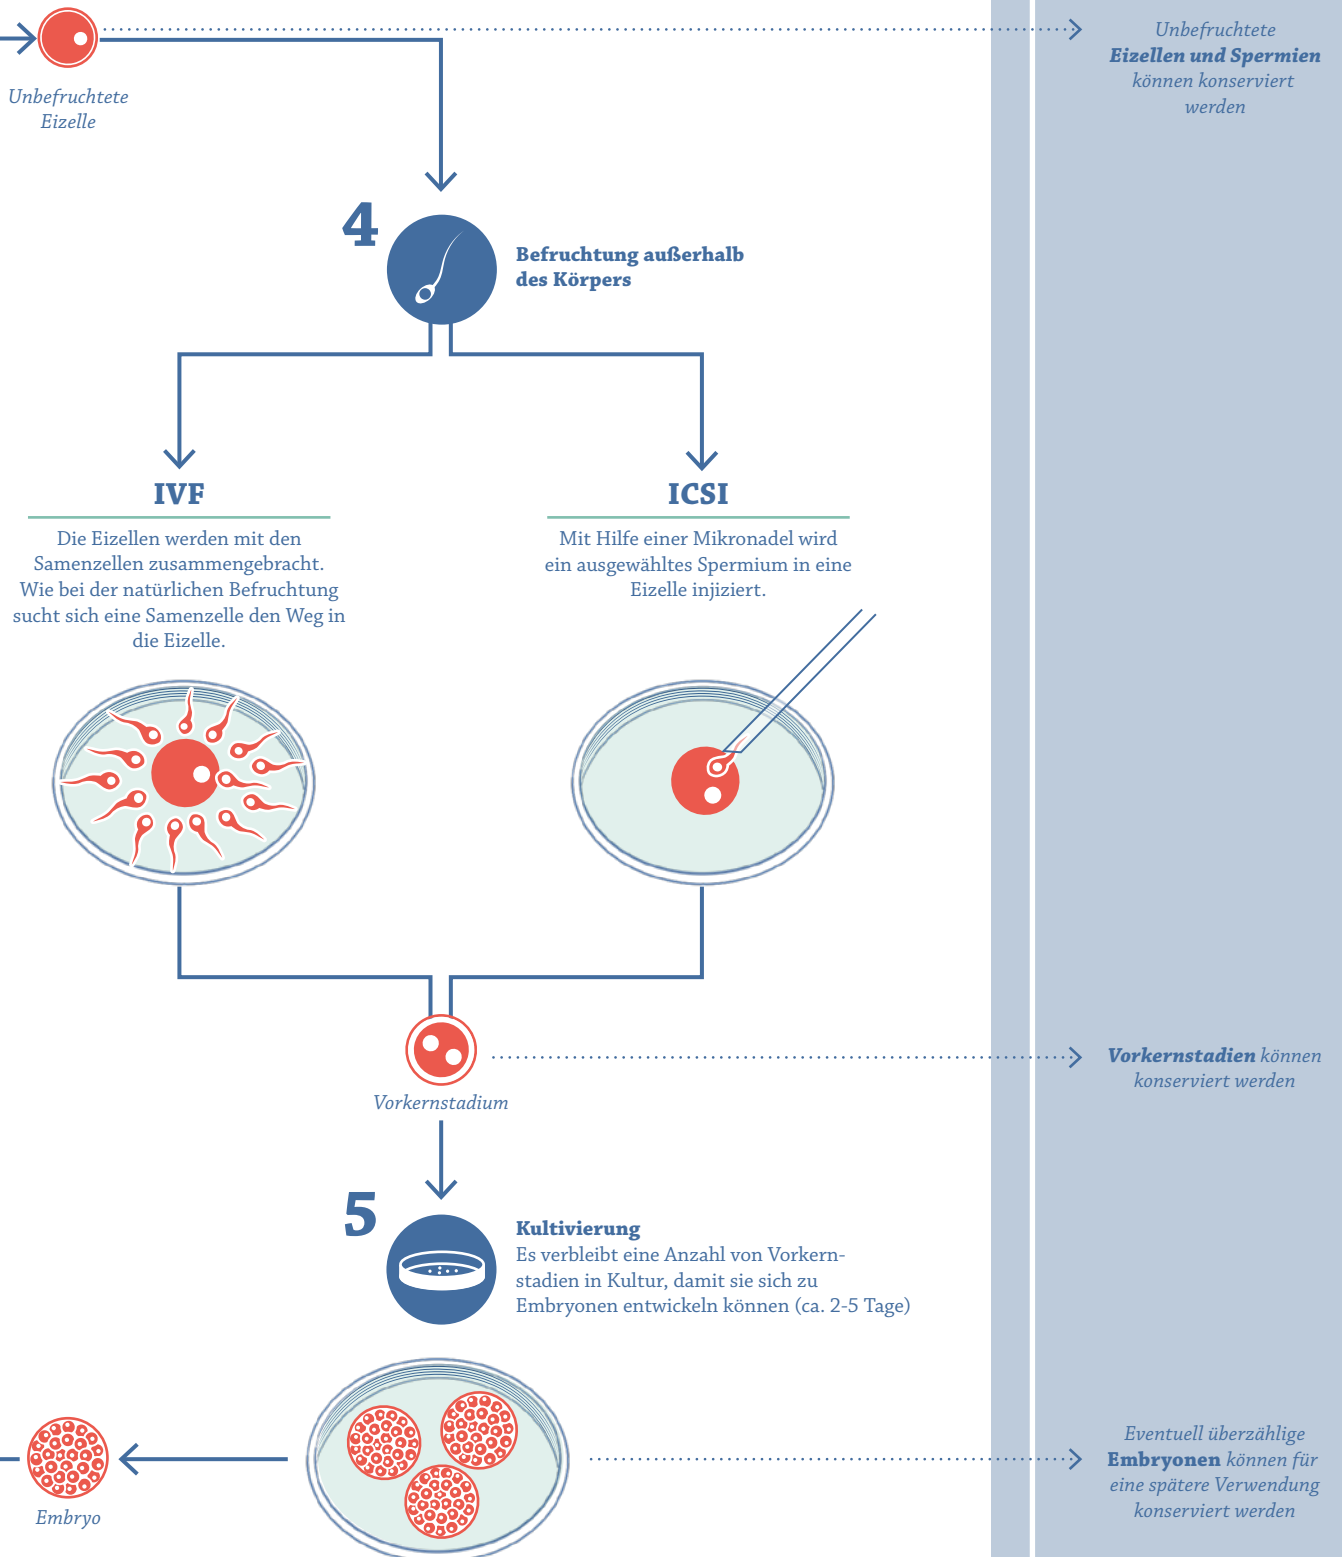 Unbefruchtete
Eizellen und Spermien
können konserviert
werden
Unbefruchtete
Eizelle
4
Befruchtung außerhalb
des Körpers
IVF
Die Eizellen werden mit den
Samenzellen zusammengebracht.
Wie bei der natürlichen Befruchtung
sucht sich eine Samenzelle den Weg in
die Eizelle.
ICSI
Mit Hilfe einer Mikronadel wird
ein ausgewähltes Spermium in eine
Eizelle injiziert.
Vorkernstadium
Vorkernstadien können
konserviert werden
5
Kultivierung
Es verbleibt eine Anzahl von Vorkern-
stadien in Kultur, damit sie sich zu
Embryonen entwickeln können (ca. 2-5 Tage)
Embryo
Eventuell überzählige
Embryonen können für
eine spätere Verwendung
konserviert werden